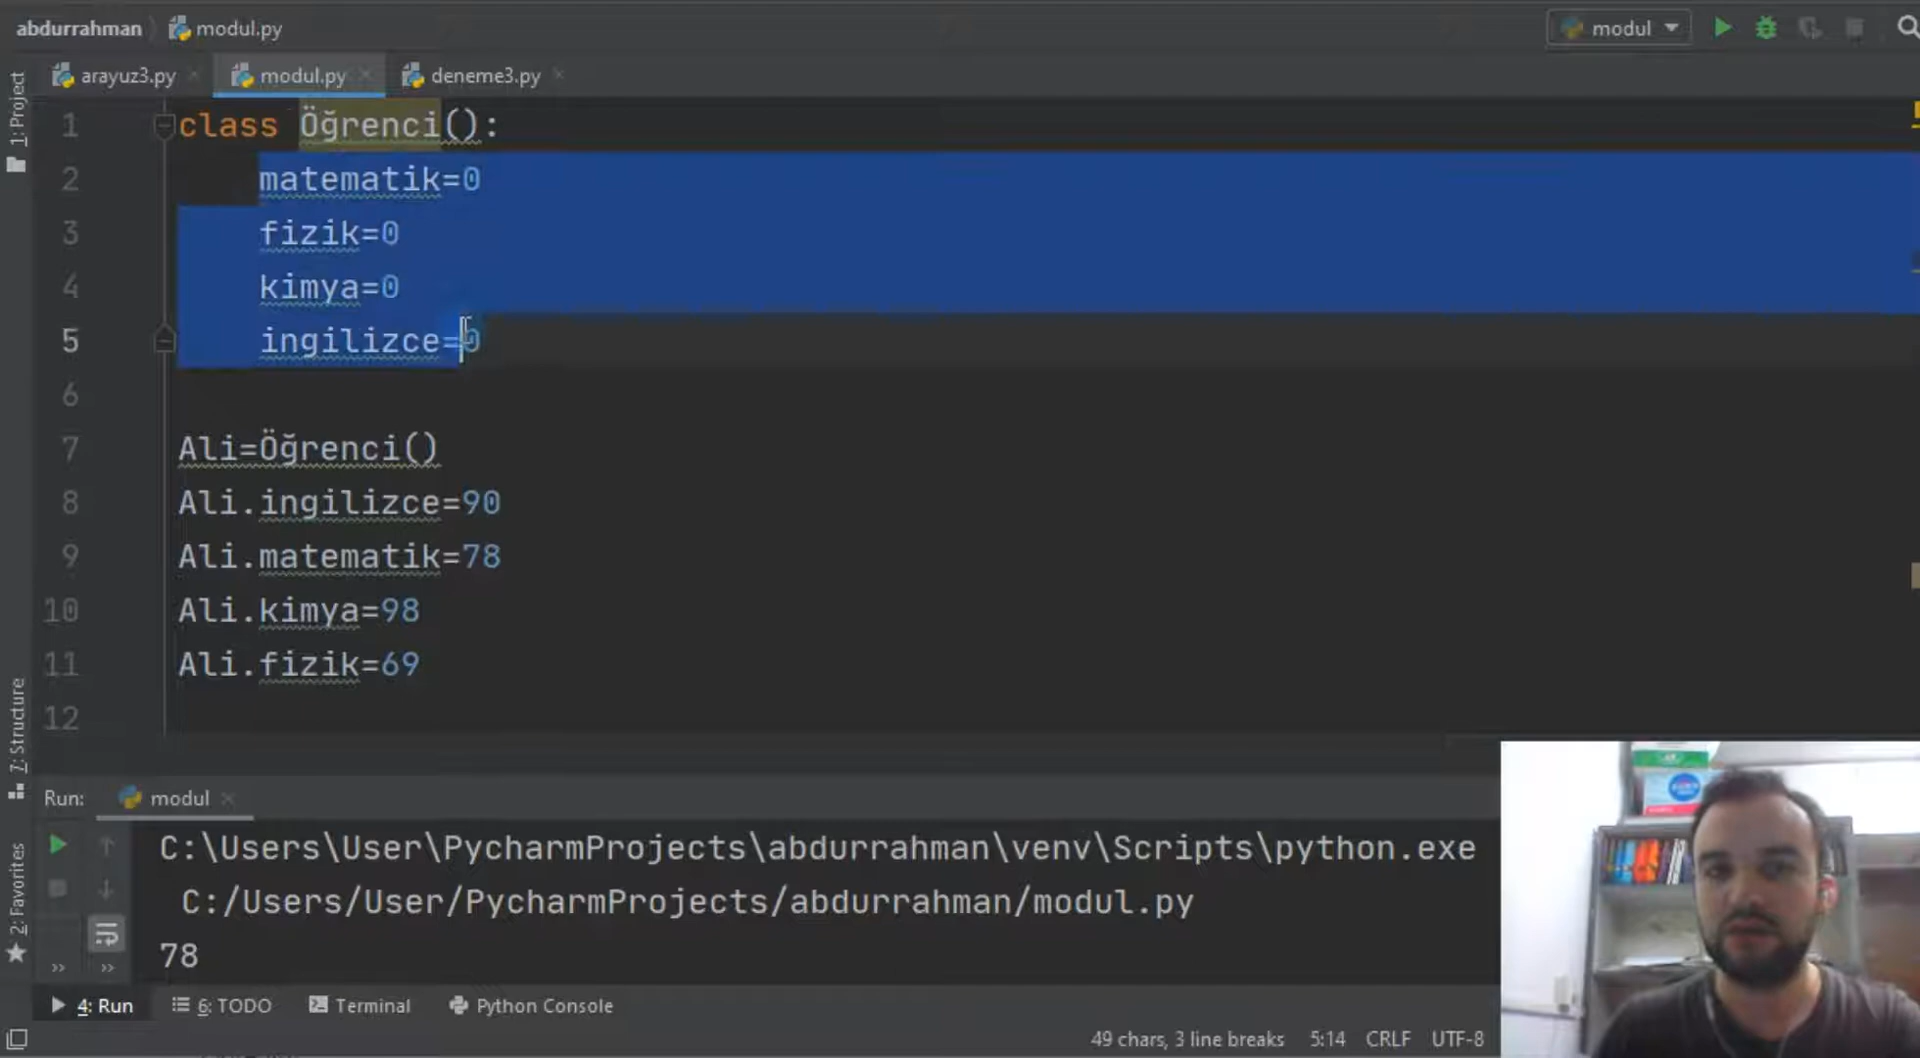 abdurrahman modul.py
modul
1: Project
arayuz3.py modul.py deneme3.py
1 class Öğrenci():
2 matematik=0
3 fizik=0
4 kimya=0
5 ingilizce=0
6
7 Ali=Öğrenci()
8 Ali.ingilizce=90
9 Ali.matematik=78
10 Ali.kimya=98
11 Ali.fizik=69
12
7: Structure
2: Favorites
Run: modul
C:\Users\User\PycharmProjects\abdurrahman\venv\Scripts\python.exe
C:/Users/User/PycharmProjects/abdurrahman/modul.py
78
4: Run 6: TODO Terminal Python Console
49 chars, 3 line breaks 5:14 CRLF UTF-8